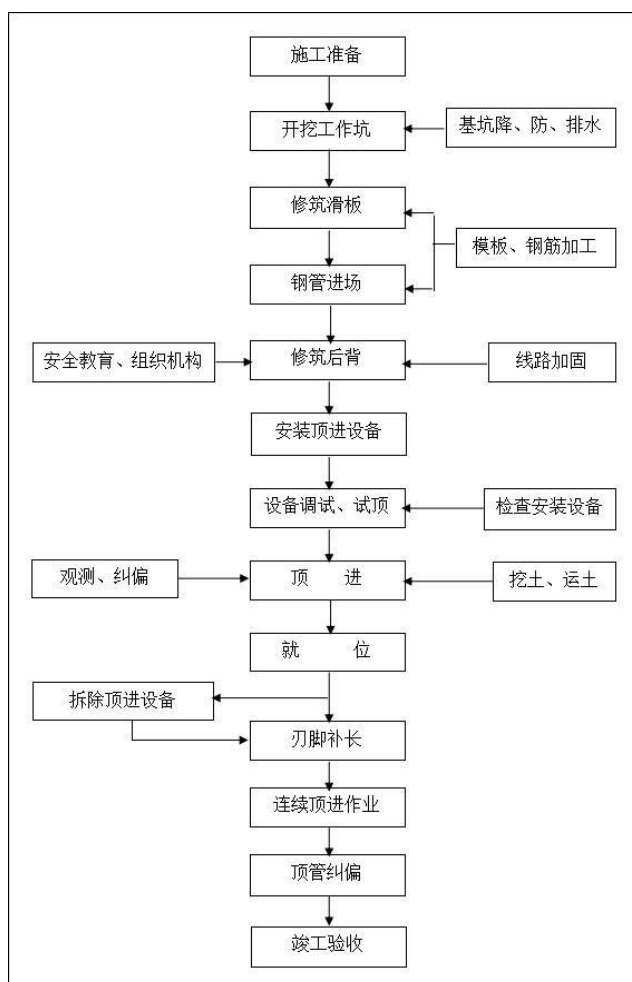 施工准备
开挖工作坑
基坑降、防、排水
修筑滑板
模板、钢筋加工
钢管进场
安全教育、组织机构
修筑后背
线路加固
安装顶进设备
设备调试、试顶
检查安装设备
观测、纠偏
顶 进
挖土、运土
就 位
拆除顶进设备
刃脚补长
连续顶进作业
顶管纠偏
竣工验收